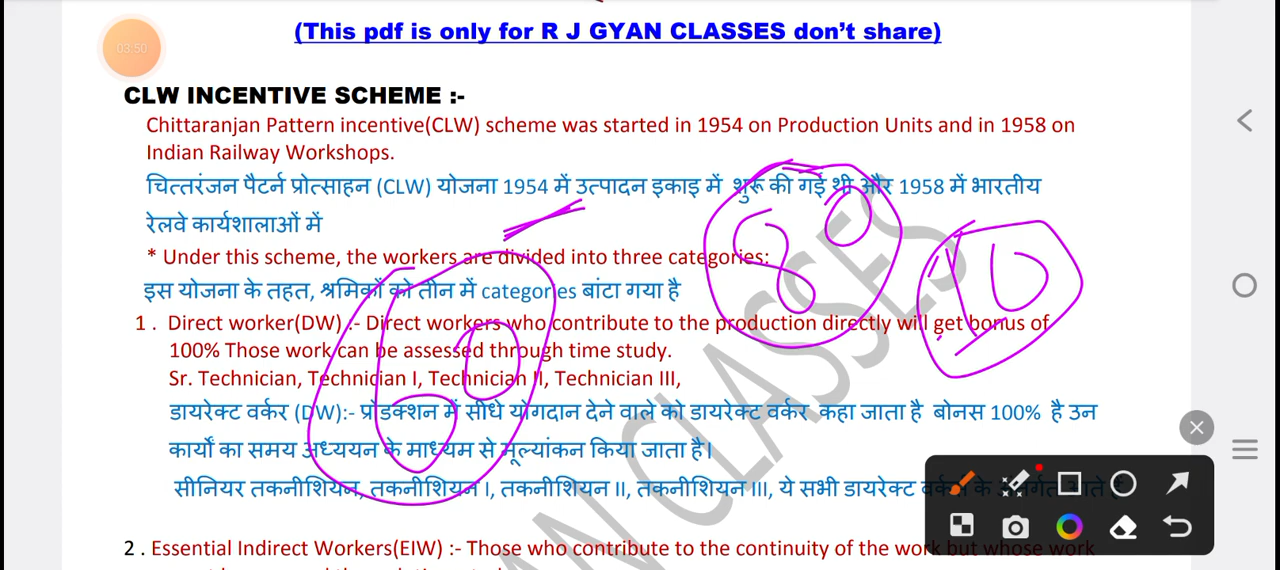 (This pdf is only for R J GYAN CLASSES don't share)
03:50
CLW INCENTIVE SCHEME :-
Chittaranjan Pattern incentive(CLW) scheme was started in 1954 on Production Units and in 1958 on
Indian Railway Workshops.
चित्तरंजन पैटर्न प्रोत्साहन (CLW) योजना 1954 में उत्पादन इकाइ में शुरू की गई थी और 1958 में भारतीय
रेलवे कार्यशालाओं में
* Under this scheme, the workers are divided into three categories:
इस योजना के तहत, श्रमिकों को तीन में categories बांटा गया है
1 . Direct worker(DW) :- Direct workers who contribute to the production directly will get bonus of
100% Those work can be assessed through time study.
Sr. Technician, Technician I, Technician II, Technician III,
डायरेक्ट वर्कर (DW):- प्रोडक्शन में सीधे योगदान देने वाले को डायरेक्ट वर्कर कहा जाता है बोनस 100% है उन
कार्यों का समय अध्ययन के माध्यम से मूल्यांकन किया जाता है।
सीनियर तकनीशियन, तकनीशियन I, तकनीशियन II, तकनीशियन III, ये सभी डायरेक्ट
2 . Essential Indirect Workers(EIW) :- Those who contribute to the continuity of the work but whose work
80
60
CLASSES